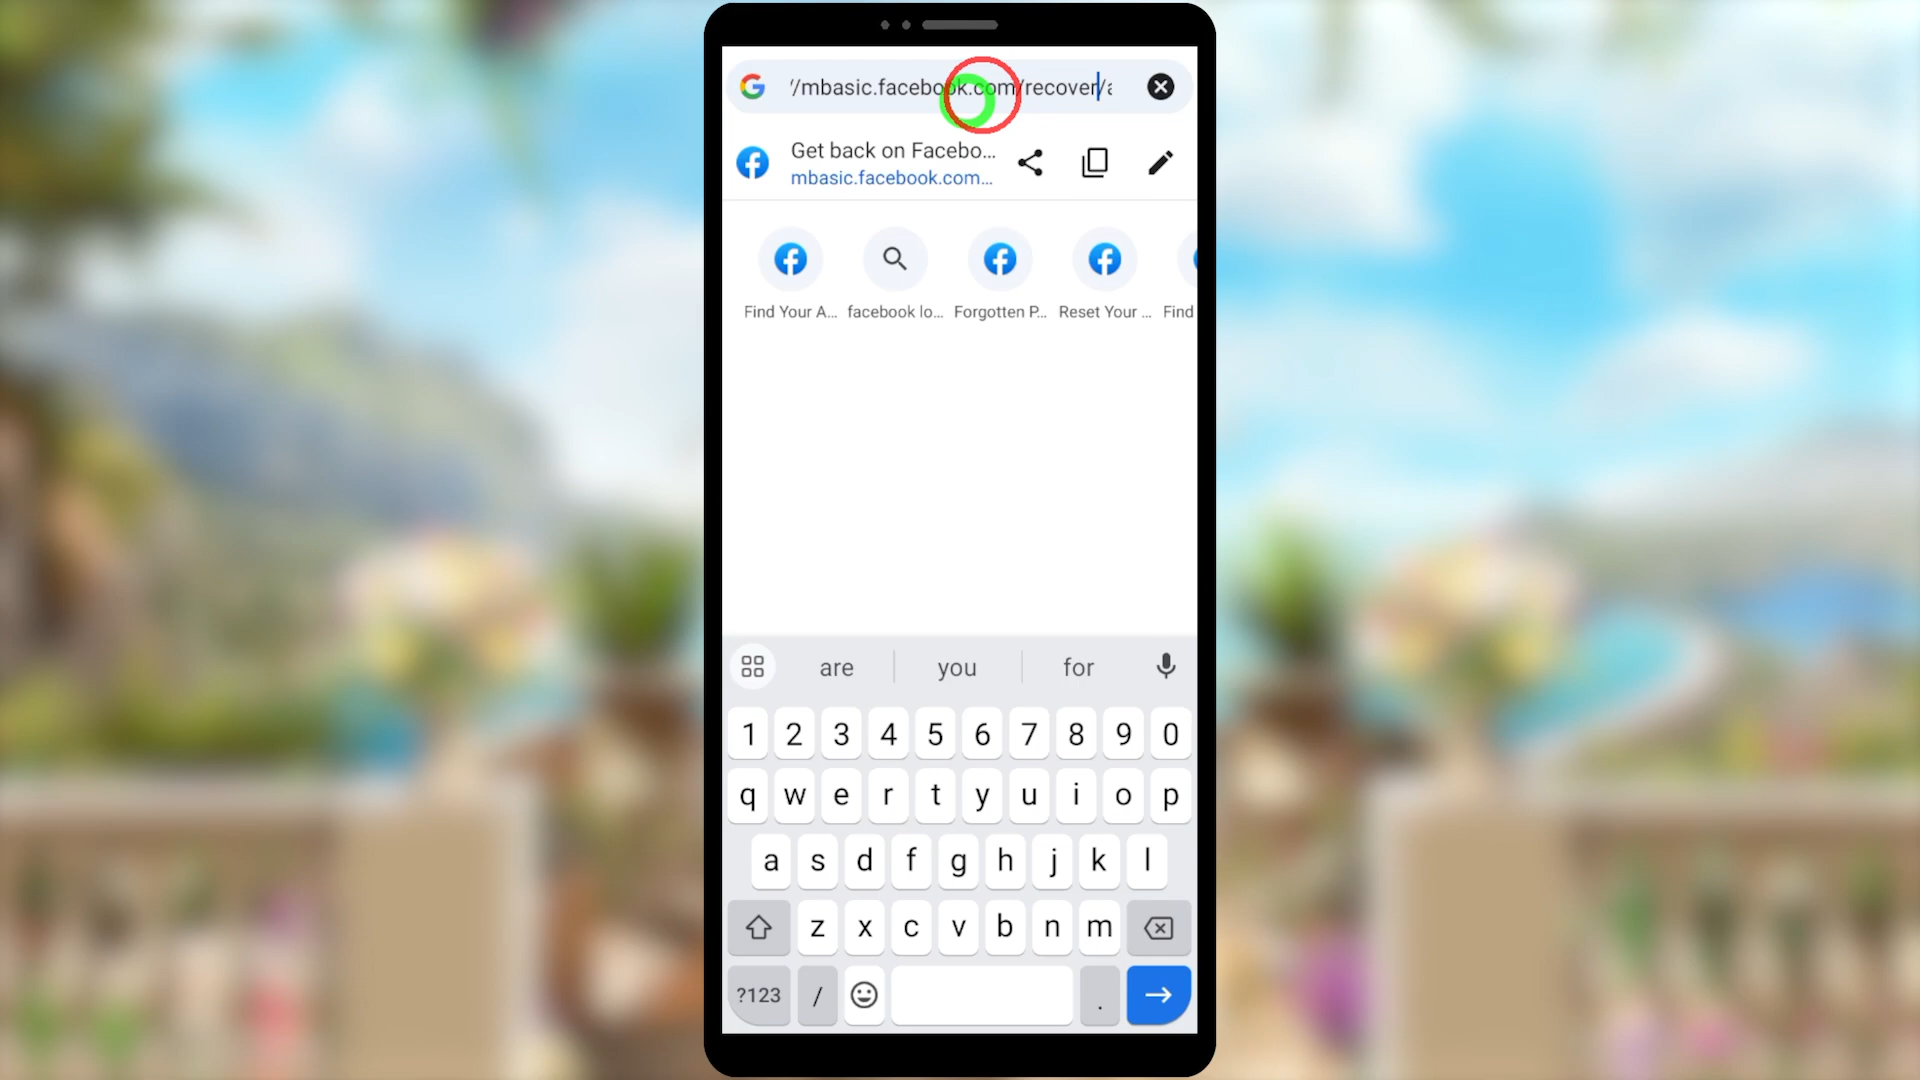 //mbasic.facebook.com/recover/a
Get back on Facebo...
mbasic.facebook.com...
Find Your A... facebook lo... Forgotten P... Reset Your ... Find
are you for
1 2 3 4 5 6 7 8 9 0
q w e r t y u i o p
a s d f g h j k l
z x c v b n m
?123 / .